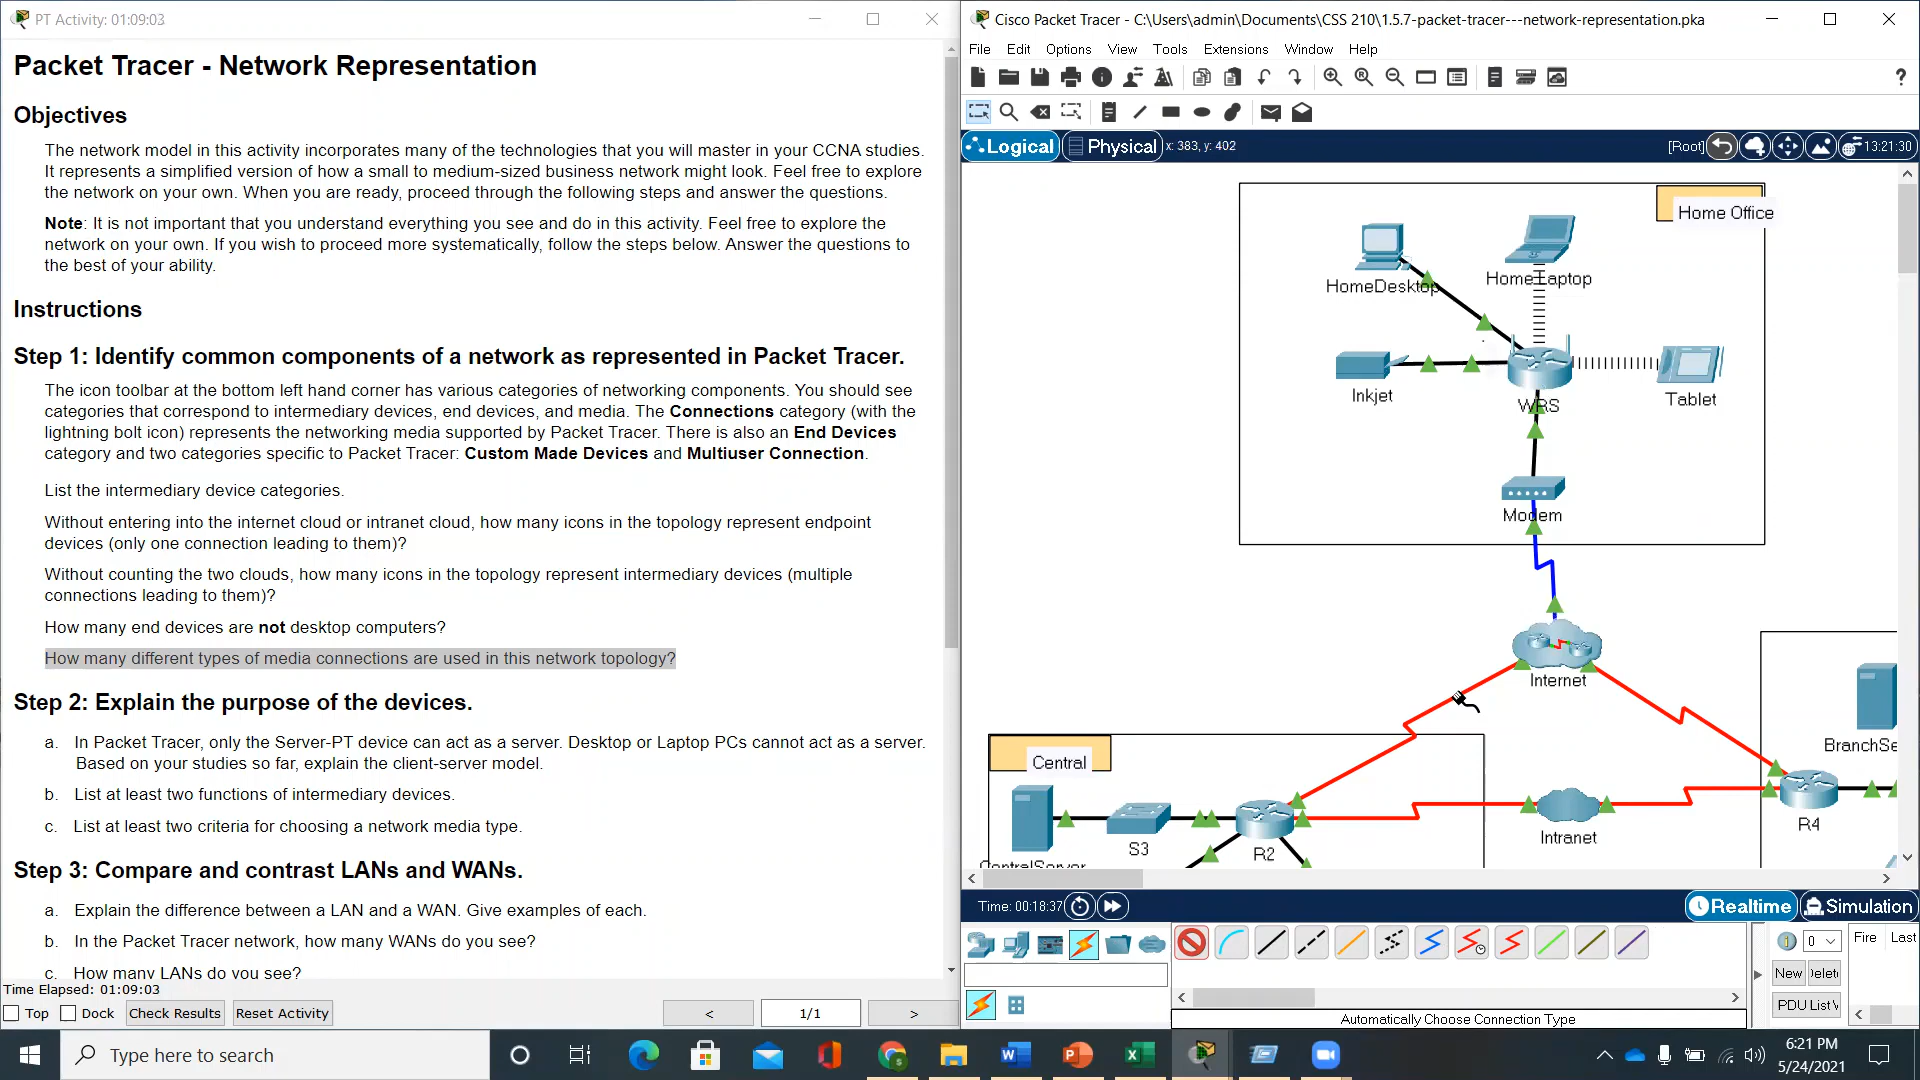 PT Activity: 01:09:03
Packet Tracer - Network Representation
Objectives
The network model in this activity incorporates many of the technologies that you will master in your CCNA studies.
It represents a simplified version of how a small to medium-sized business network might look. Feel free to explore
the network on your own. When you are ready, proceed through the following steps and answer the questions.
Note: It is not important that you understand everything you see and do in this activity. Feel free to explore the
network on your own. If you wish to proceed more systematically, follow the steps below. Answer the questions to
the best of your ability.
Instructions
Step 1: Identify common components of a network as represented in Packet Tracer.
The icon toolbar at the bottom left hand corner has various categories of networking components. You should see
categories that correspond to intermediary devices, end devices, and media. The Connections category (with the
lightning bolt icon) represents the networking media supported by Packet Tracer. There is also an End Devices
category and two categories specific to Packet Tracer: Custom Made Devices and Multiuser Connection.
List the intermediary device categories.
Without entering into the internet cloud or intranet cloud, how many icons in the topology represent endpoint
devices (only one connection leading to them)?
Without counting the two clouds, how many icons in the topology represent intermediary devices (multiple
connections leading to them)?
How many end devices are not desktop computers?
How many different types of media connections are used in this network topology?
Step 2: Explain the purpose of the devices.
a. In Packet Tracer, only the Server-PT device can act as a server. Desktop or Laptop PCs cannot act as a server.
Based on your studies so far, explain the client-server model.
b. List at least two functions of intermediary devices.
c. List at least two criteria for choosing a network media type.
Step 3: Compare and contrast LANs and WANs.
a. Explain the difference between a LAN and a WAN. Give examples of each.
b. In the Packet Tracer network, how many WANs do you see?
c. How many LANs do you see?
Time Elapsed: 01:09:03
Top Dock Check Results Reset Activity < 1/1 >
Cisco Packet Tracer - C:\Users\admin\Documents\CSS 210\1.5.7-packet-tracer---network-representation.pka
File Edit Options View Tools Extensions Window Help
?
Logical Physical x: 383, y: 402 [Root] 13:21:30
Home Office
HomeDesktop
Home Laptop
Inkjet
WRS
Tablet
Modem
Internet
BranchSe
Central
Intranet
R4
S3
R2
CentralServer
Time: 00:18:37 Realtime Simulation
0 Fire Last
New Delet
PDU List W
Automatically Choose Connection Type
Type here to search
6:21 PM
5/24/2021